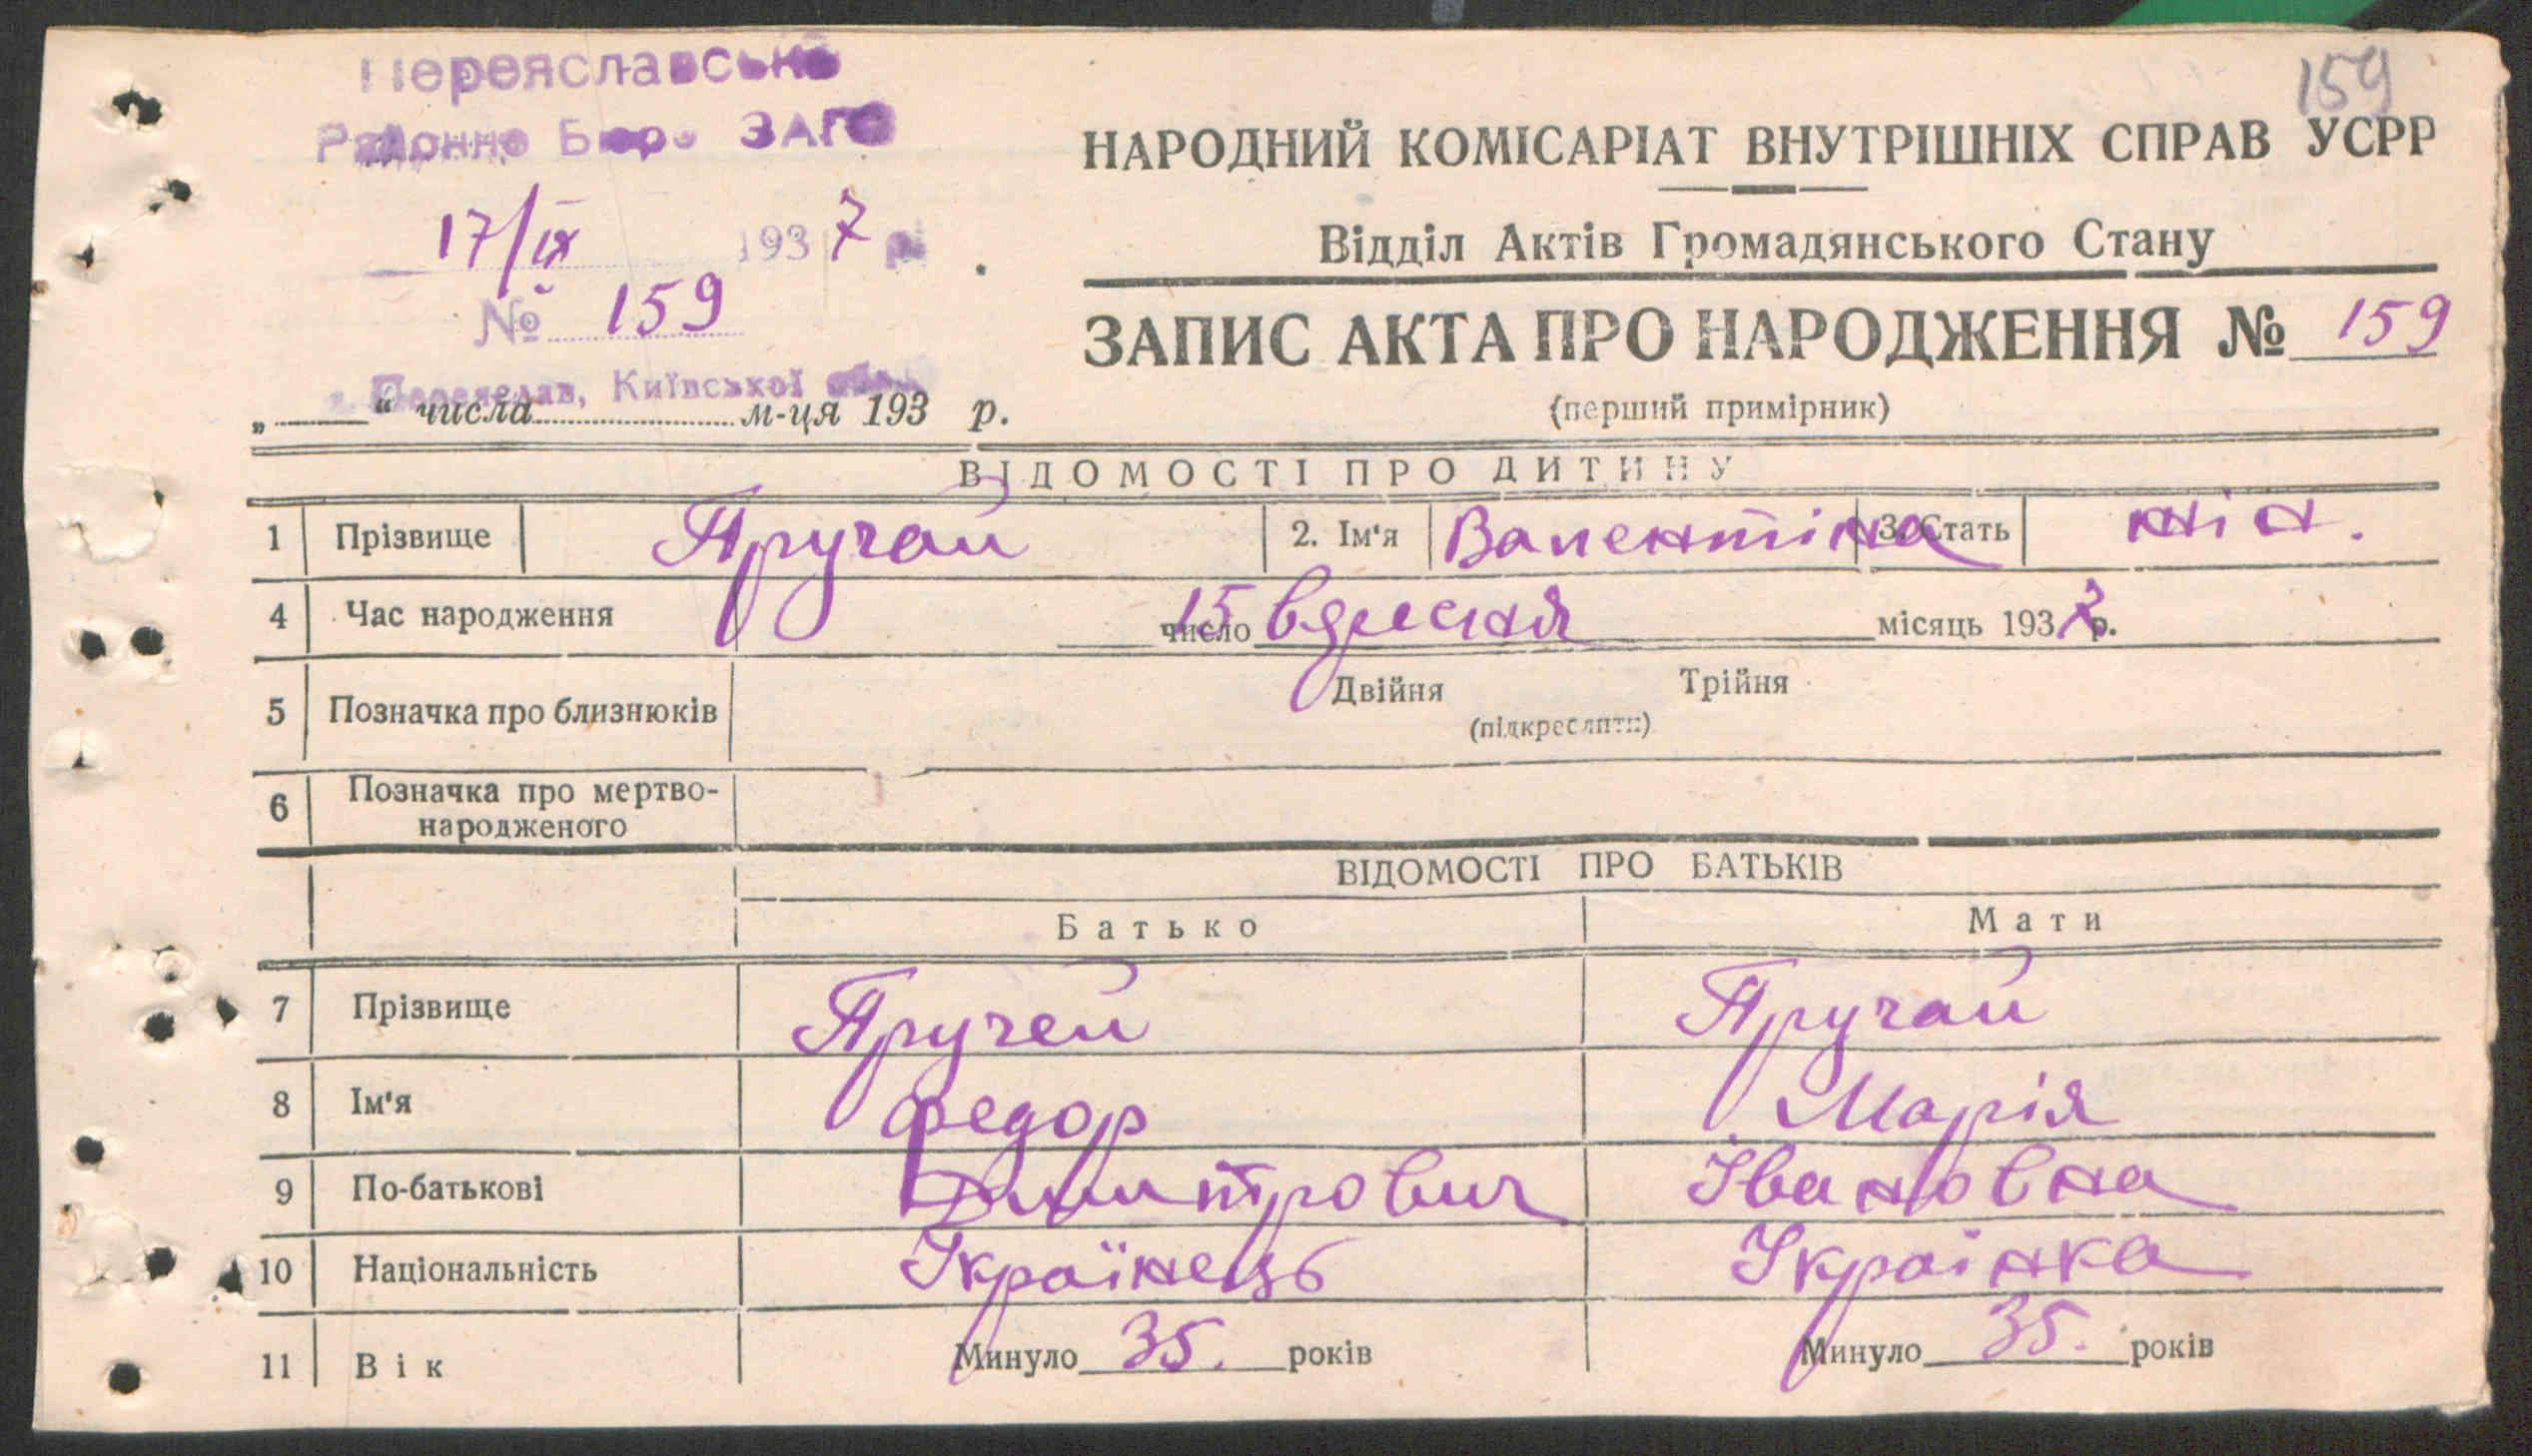 159
Переяславське
Районне Бюро ЗАГС
НАРОДНИЙ КОМІСАРІАТ ВНУТРІШНІХ СПРАВ УСРР
17/ІХ 1937 р.
Відділ Актів Громадянського Стану
№ 159
ЗАПИС АКТА ПРО НАРОДЖЕННЯ № 159
м. Переяслав, Київської обл.
„ “ числа м-ця 193 р.
(перший примірник)
ВІДОМОСТІ ПРО ДИТИНУ
1 Прізвище Пручай 2. Ім'я Валентіна 3. Стать жін.
4 Час народження 15 число вересня місяць 1937 р.
5 Позначка про близнюків Двійня Трійня
(підкреслити)
6 Позначка про мертво-
народженого
ВІДОМОСТІ ПРО БАТЬКІВ
Батько Мати
7 Прізвище Пручей Пручай
8 Ім'я Федор Марія
9 По-батькові Димитрович Івановна
10 Національність Українець Украінка
11 Вік Минуло 35. років Минуло 35. років